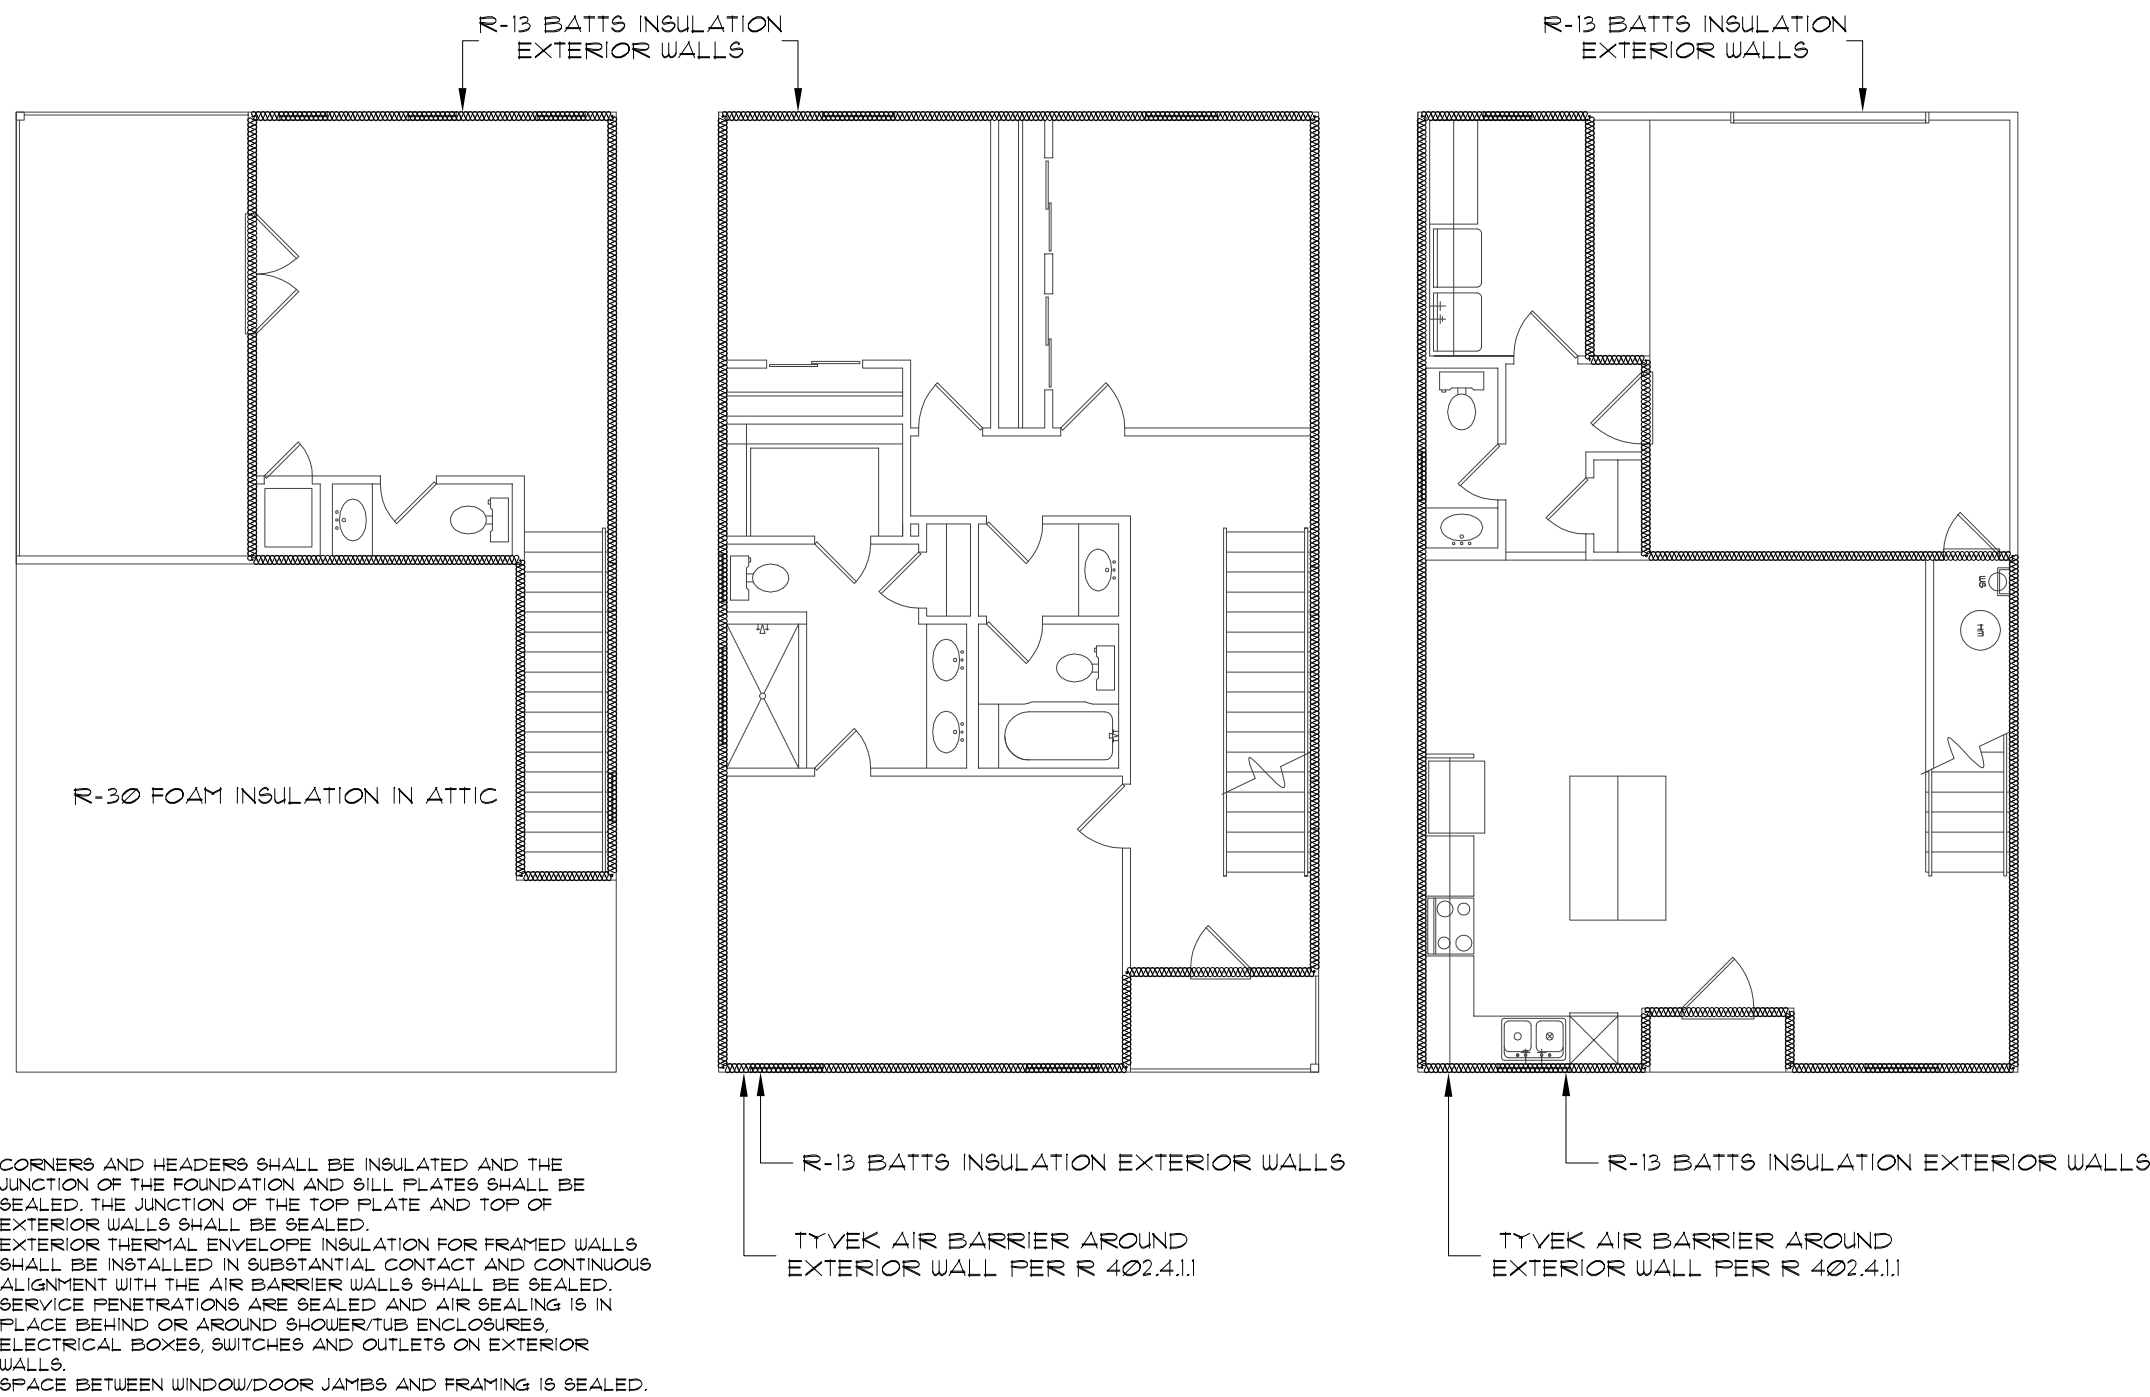 R-13 BATTS INSULATION
EXTERIOR WALLS
R-13 BATTS INSULATION
EXTERIOR WALLS
WS
HW
R-30 FOAM INSULATION IN ATTIC
R-13 BATTS INSULATION EXTERIOR WALLS
TYVEK AIR BARRIER AROUND
EXTERIOR WALL PER R 402.4.1.1
R-13 BATTS INSULATION EXTERIOR WALLS
TYVEK AIR BARRIER AROUND
EXTERIOR WALL PER R 402.4.1.1
CORNERS AND HEADERS SHALL BE INSULATED AND THE
JUNCTION OF THE FOUNDATION AND SILL PLATES SHALL BE
SEALED. THE JUNCTION OF THE TOP PLATE AND TOP OF
EXTERIOR WALLS SHALL BE SEALED.
EXTERIOR THERMAL ENVELOPE INSULATION FOR FRAMED WALLS
SHALL BE INSTALLED IN SUBSTANTIAL CONTACT AND CONTINUOUS
ALIGNMENT WITH THE AIR BARRIER WALLS SHALL BE SEALED.
SERVICE PENETRATIONS ARE SEALED AND AIR SEALING IS IN
PLACE BEHIND OR AROUND SHOWER/TUB ENCLOSURES,
ELECTRICAL BOXES, SWITCHES AND OUTLETS ON EXTERIOR
WALLS.
SPACE BETWEEN WINDOW/DOOR JAMBS AND FRAMING IS SEALED.